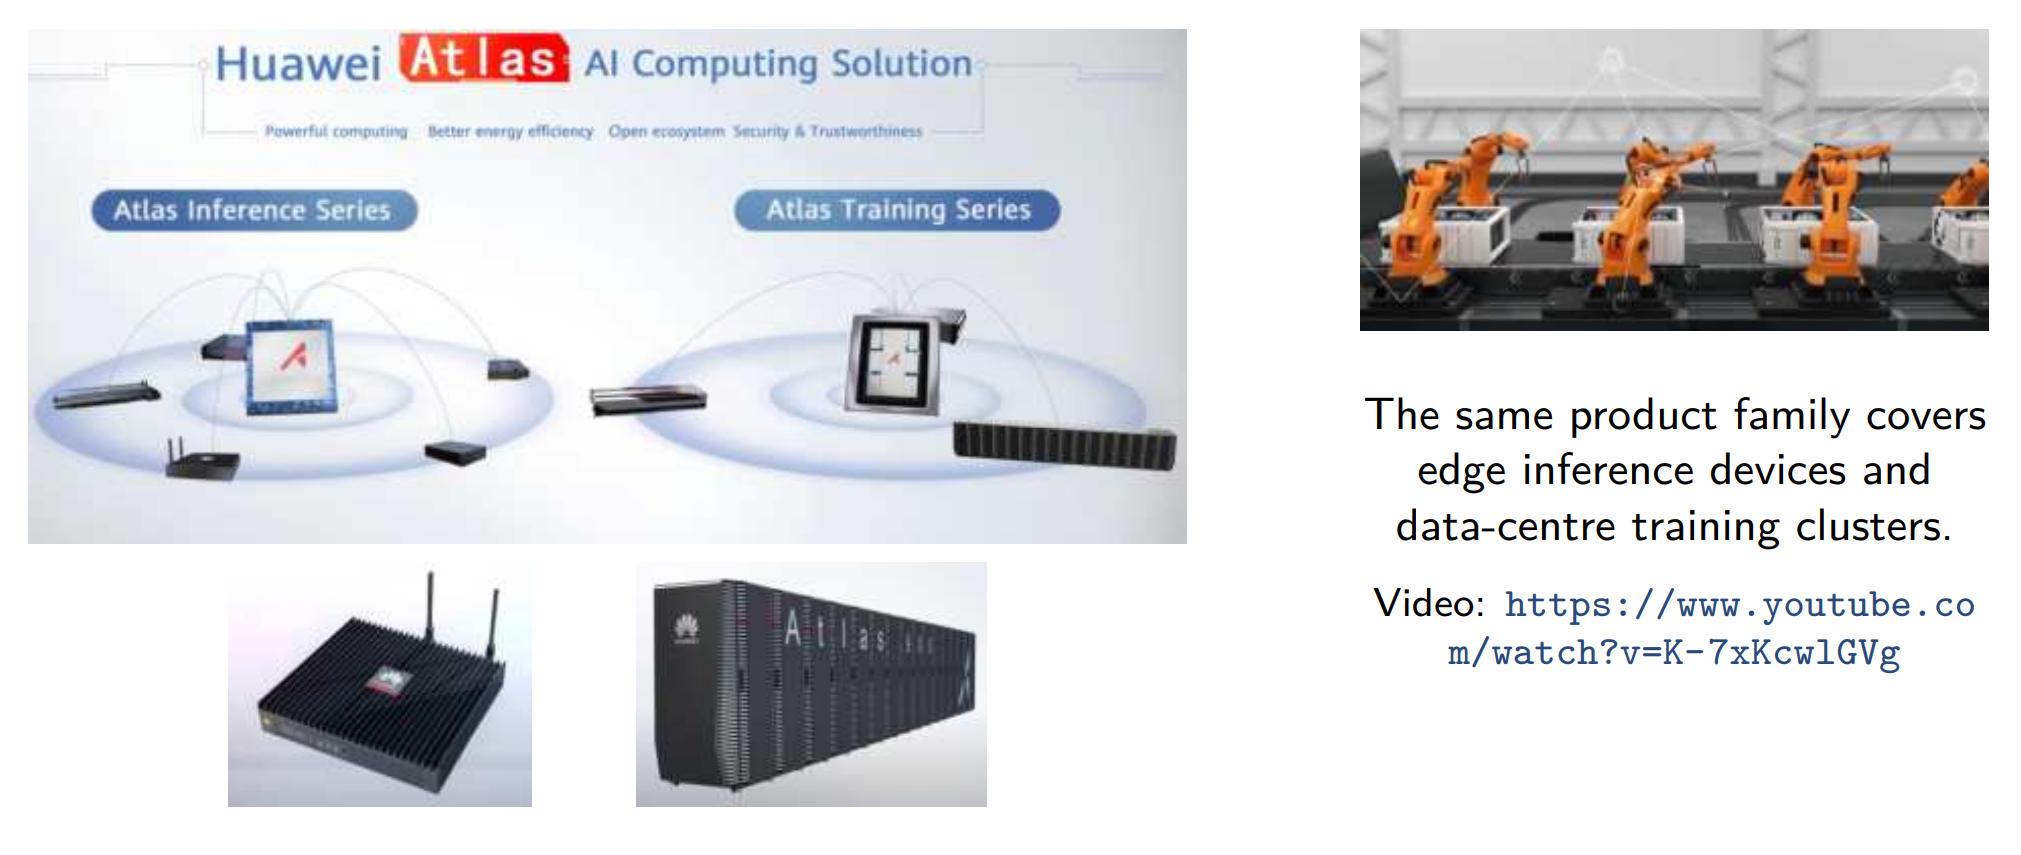 Huawei Atlas AI Computing Solution
Powerful computing Better energy efficiency Open ecosystem Security & Trustworthiness
Atlas Inference Series
Atlas Training Series
Atlas
The same product family covers
edge inference devices and
data-centre training clusters.
Video: https://www.youtube.co
m/watch?v=K-7xKcwlGVg